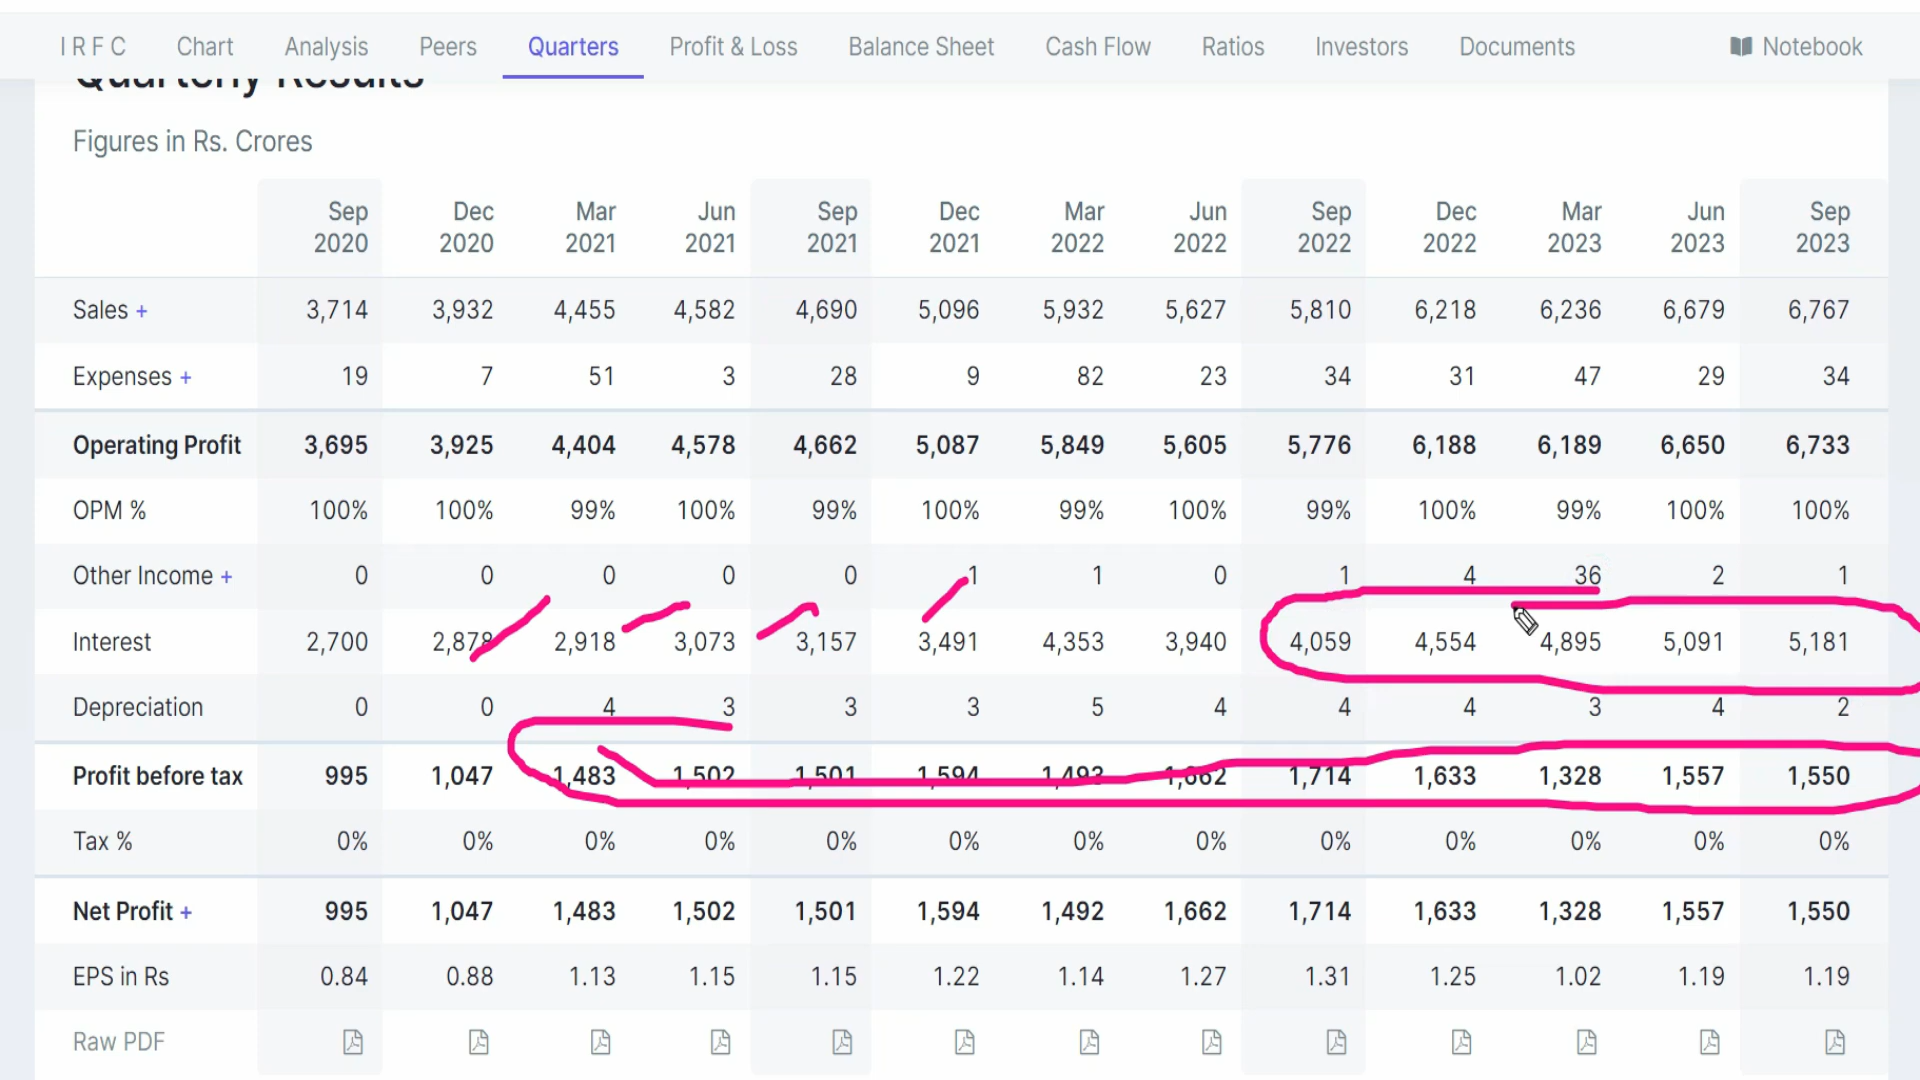 I R F C Chart Analysis Peers Quarters Profit & Loss Balance Sheet Cash Flow Ratios Investors Documents Notebook
Quarterly Results
Figures in Rs. Crores
Sep Dec Mar Jun Sep Dec Mar Jun Sep Dec Mar Jun Sep
2020 2020 2021 2021 2021 2021 2022 2022 2022 2022 2023 2023 2023
Sales + 3,714 3,932 4,455 4,582 4,690 5,096 5,932 5,627 5,810 6,218 6,236 6,679 6,767
Expenses + 19 7 51 3 28 9 82 23 34 31 47 29 34
Operating Profit 3,695 3,925 4,404 4,578 4,662 5,087 5,849 5,605 5,776 6,188 6,189 6,650 6,733
OPM % 100% 100% 99% 100% 99% 100% 99% 100% 99% 100% 99% 100% 100%
Other Income + 0 0 0 0 0 1 1 0 1 4 36 2 1
Interest 2,700 2,878 2,918 3,073 3,157 3,491 4,353 3,940 4,059 4,554 4,895 5,091 5,181
Depreciation 0 0 4 3 3 3 5 4 4 4 3 4 2
Profit before tax 995 1,047 1,483 1,502 1,501 1,594 1,493 1,662 1,714 1,633 1,328 1,557 1,550
Tax % 0% 0% 0% 0% 0% 0% 0% 0% 0% 0% 0% 0% 0%
Net Profit + 995 1,047 1,483 1,502 1,501 1,594 1,492 1,662 1,714 1,633 1,328 1,557 1,550
EPS in Rs 0.84 0.88 1.13 1.15 1.15 1.22 1.14 1.27 1.31 1.25 1.02 1.19 1.19
Raw PDF